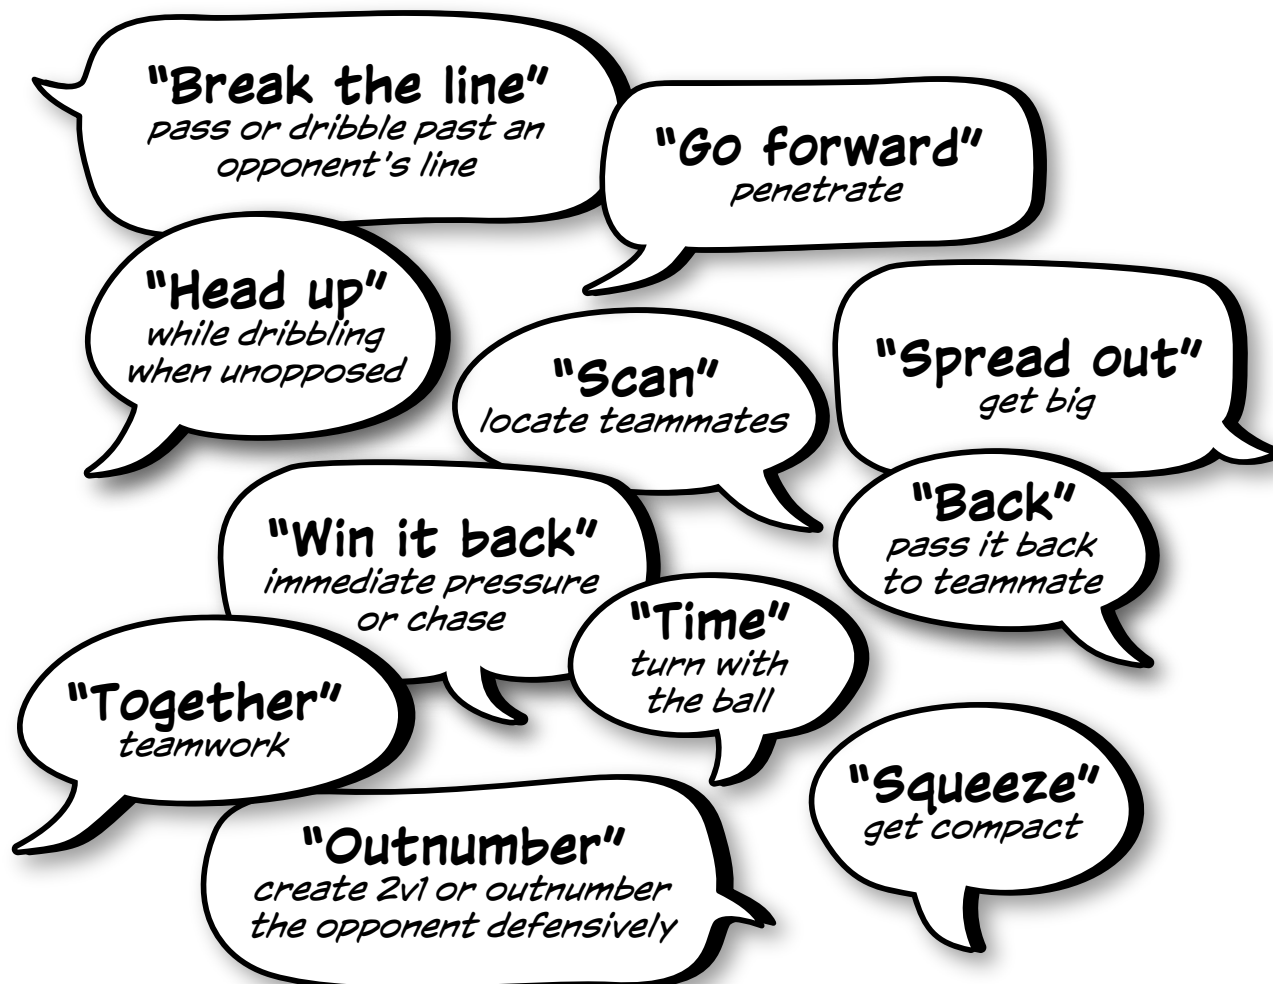 "Break the line"
pass or dribble past an
opponent's line
"Go forward"
penetrate
"Head up"
while dribbling
when unopposed
"Scan"
locate teammates
"Spread out"
get big
"Back"
pass it back
to teammate
"Win it back"
immediate pressure
or chase
"Time"
turn with
the ball
"Together"
teamwork
"Squeeze"
get compact
"Outnumber"
create 2v1 or outnumber
the opponent defensively